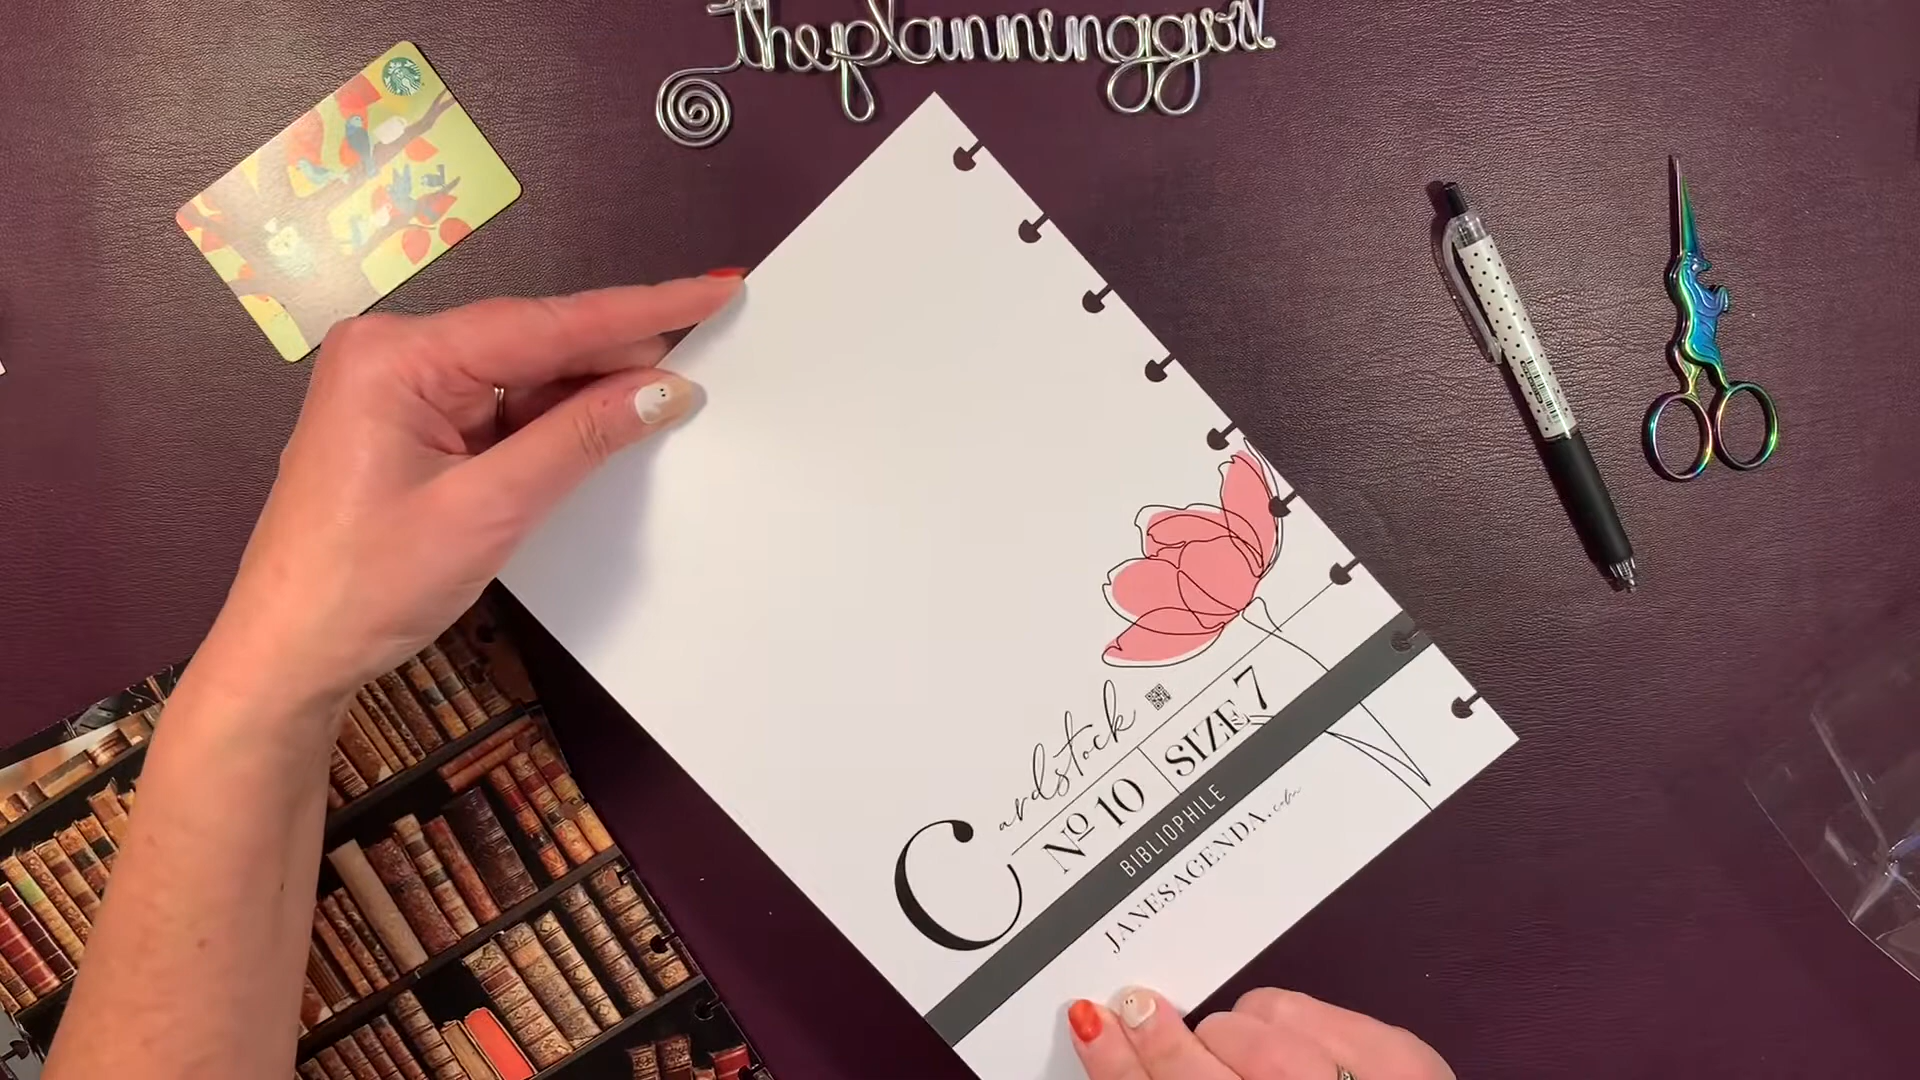 theplanninggirl
Cardstock
Nº 10
SIZE 7
BIBLIOPHILE
JANESAGENDA.com